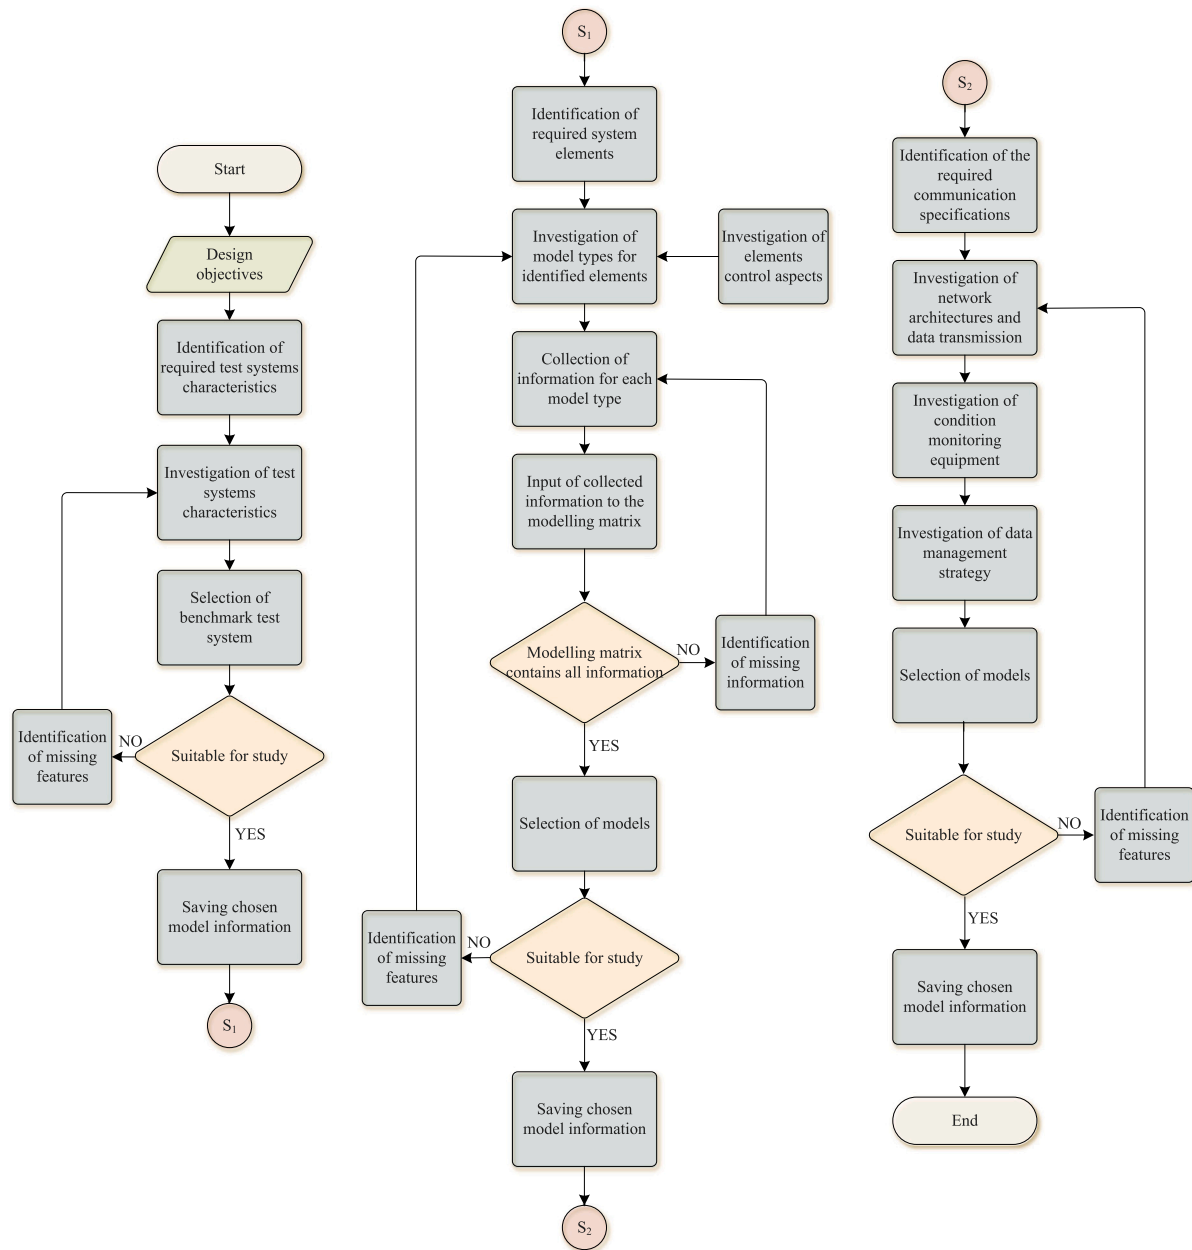 Start
Design
objectives
Identification of
required test systems
characteristics
Investigation of test
systems
characteristics
Selection of
benchmark test
system
Suitable for study
NO
Identification
of missing
features
YES
Saving chosen
model information
S₁
S₁
Identification of
required system
elements
Investigation of
model types for
identified elements
Investigation of
elements
control aspects
Collection of
information for each
model type
Input of collected
information to the
modelling matrix
Modelling matrix
contains all information
NO
Identification
of missing
information
YES
Selection of models
Suitable for study
NO
Identification
of missing
features
YES
Saving chosen
model information
S₂
S₂
Identification of the
required
communication
specifications
Investigation of
network
architectures and
data transmission
Investigation of
condition
monitoring
equipment
Investigation of data
management
strategy
Selection of models
Suitable for study
NO
Identification
of missing
features
YES
Saving chosen
model information
End